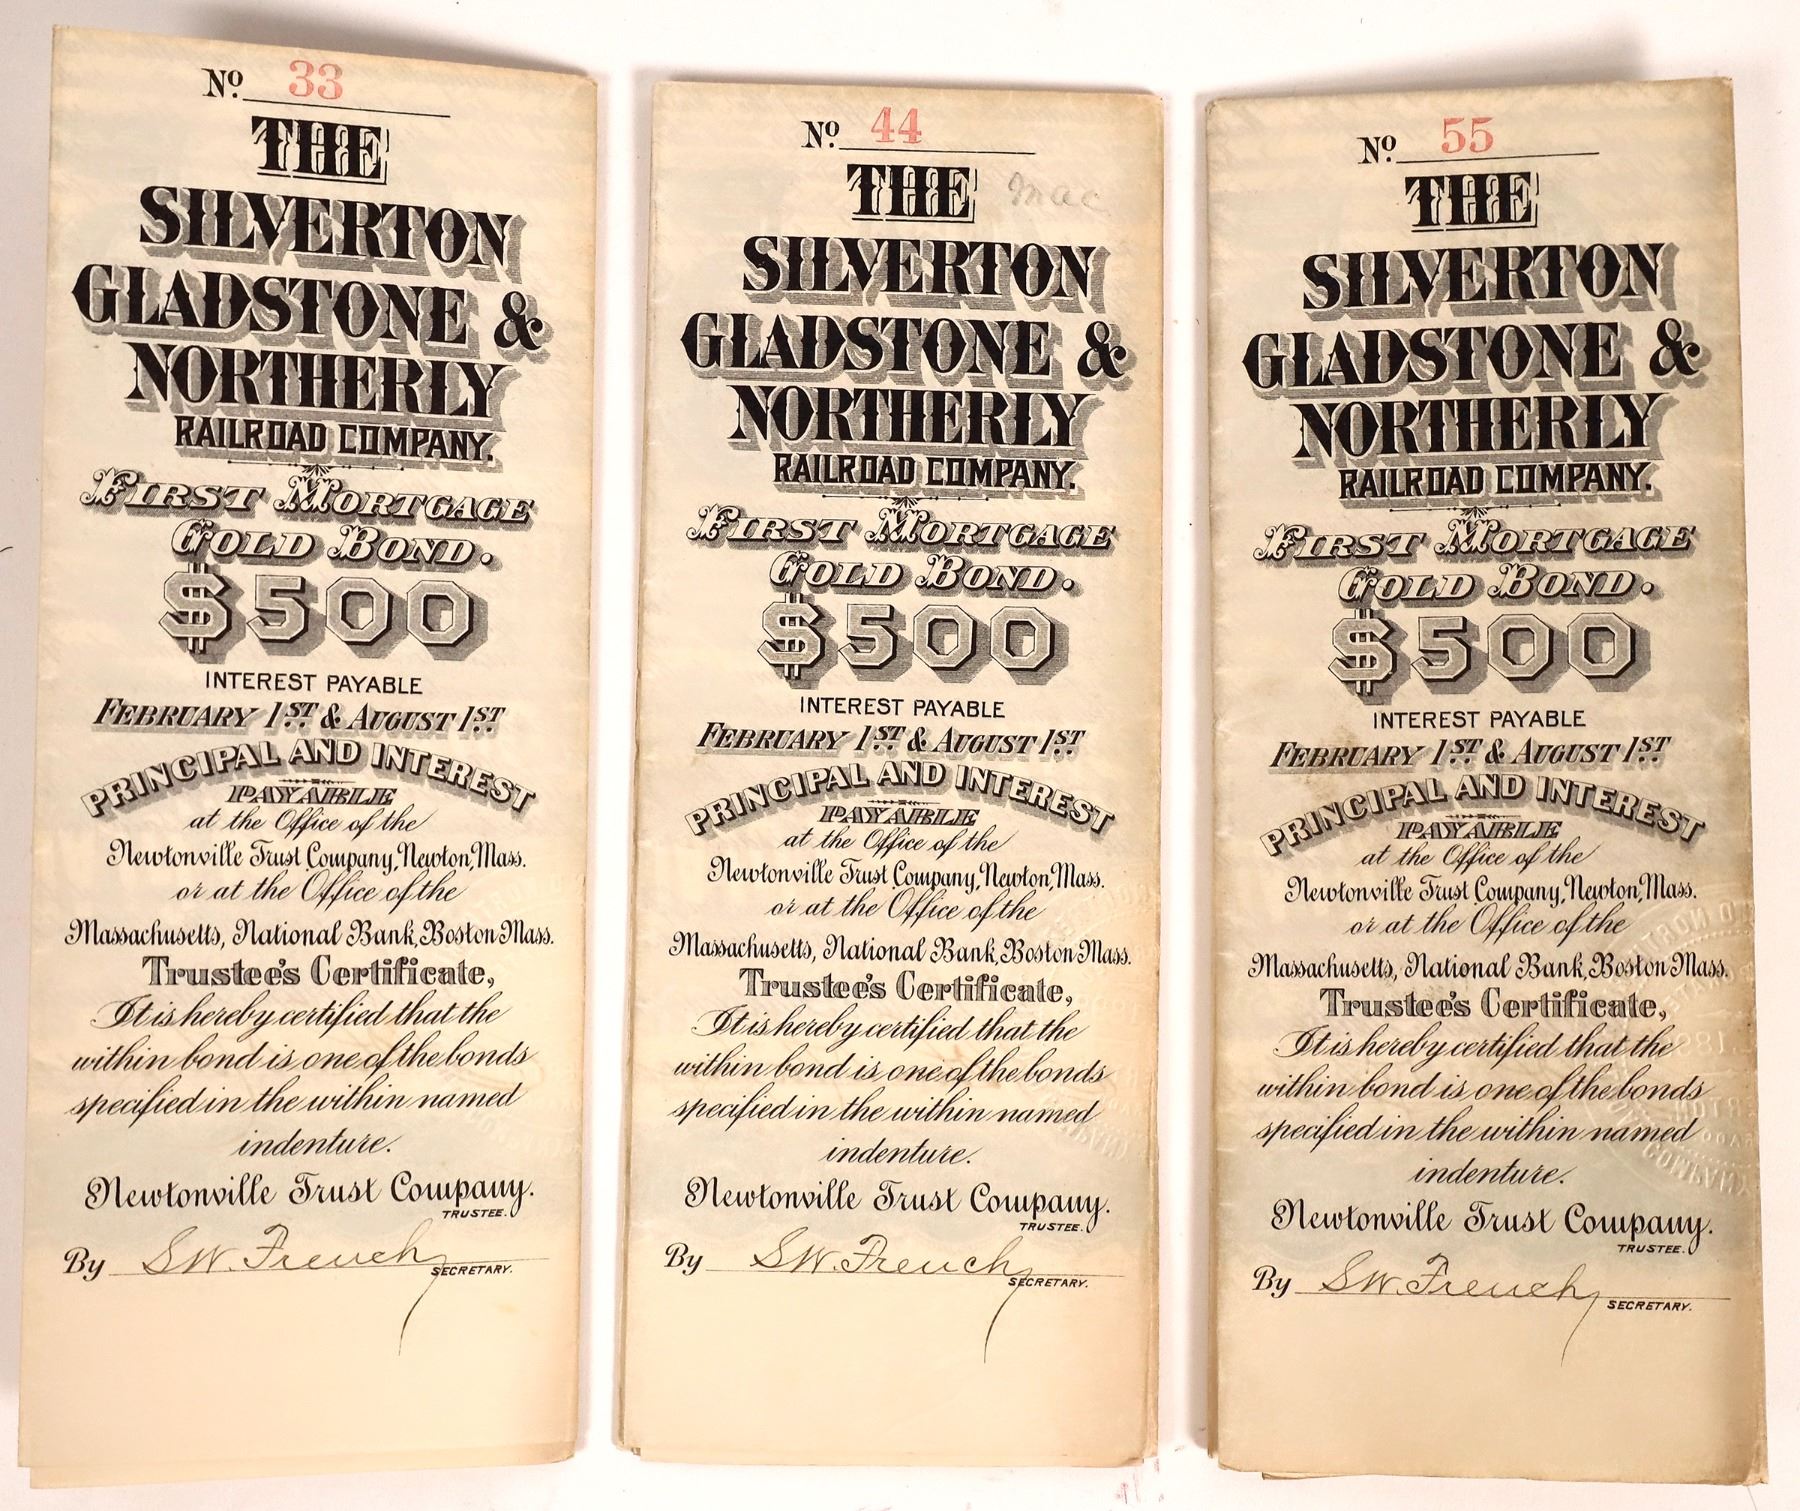 No. 33
THE
SILVERTON
GLADSTONE &
NORTHERLY
RAILROAD COMPANY.
FIRST MORTGAGE
GOLD BOND.
$500
INTEREST PAYABLE
FEBRUARY 1ST & AUGUST 1ST
PRINCIPAL AND INTEREST
PAYABLE
at the Office of the
Newtonville Trust Company, Newton, Mass.
or at the Office of the
Massachusetts, National Bank, Boston Mass.
Trustee's Certificate,
It is hereby certified that the
within bond is one of the bonds
specified in the within named
indenture.
Newtonville Trust Company.
TRUSTEE.
By S.W. French
SECRETARY.
No. 44
THE
Mac
SILVERTON
GLADSTONE &
NORTHERLY
RAILROAD COMPANY.
FIRST MORTGAGE
GOLD BOND.
$500
INTEREST PAYABLE
FEBRUARY 1ST & AUGUST 1ST
PRINCIPAL AND INTEREST
PAYABLE
at the Office of the
Newtonville Trust Company, Newton, Mass.
or at the Office of the
Massachusetts, National Bank, Boston Mass.
Trustee's Certificate,
It is hereby certified that the
within bond is one of the bonds
specified in the within named
indenture.
Newtonville Trust Company.
TRUSTEE.
By S.W. French
SECRETARY.
No. 55
THE
SILVERTON
GLADSTONE &
NORTHERLY
RAILROAD COMPANY.
FIRST MORTGAGE
GOLD BOND.
$500
INTEREST PAYABLE
FEBRUARY 1ST & AUGUST 1ST
PRINCIPAL AND INTEREST
PAYABLE
at the Office of the
Newtonville Trust Company, Newton, Mass.
or at the Office of the
Massachusetts, National Bank, Boston Mass.
Trustee's Certificate,
It is hereby certified that the
within bond is one of the bonds
specified in the within named
indenture.
Newtonville Trust Company.
TRUSTEE.
By S.W. French
SECRETARY.